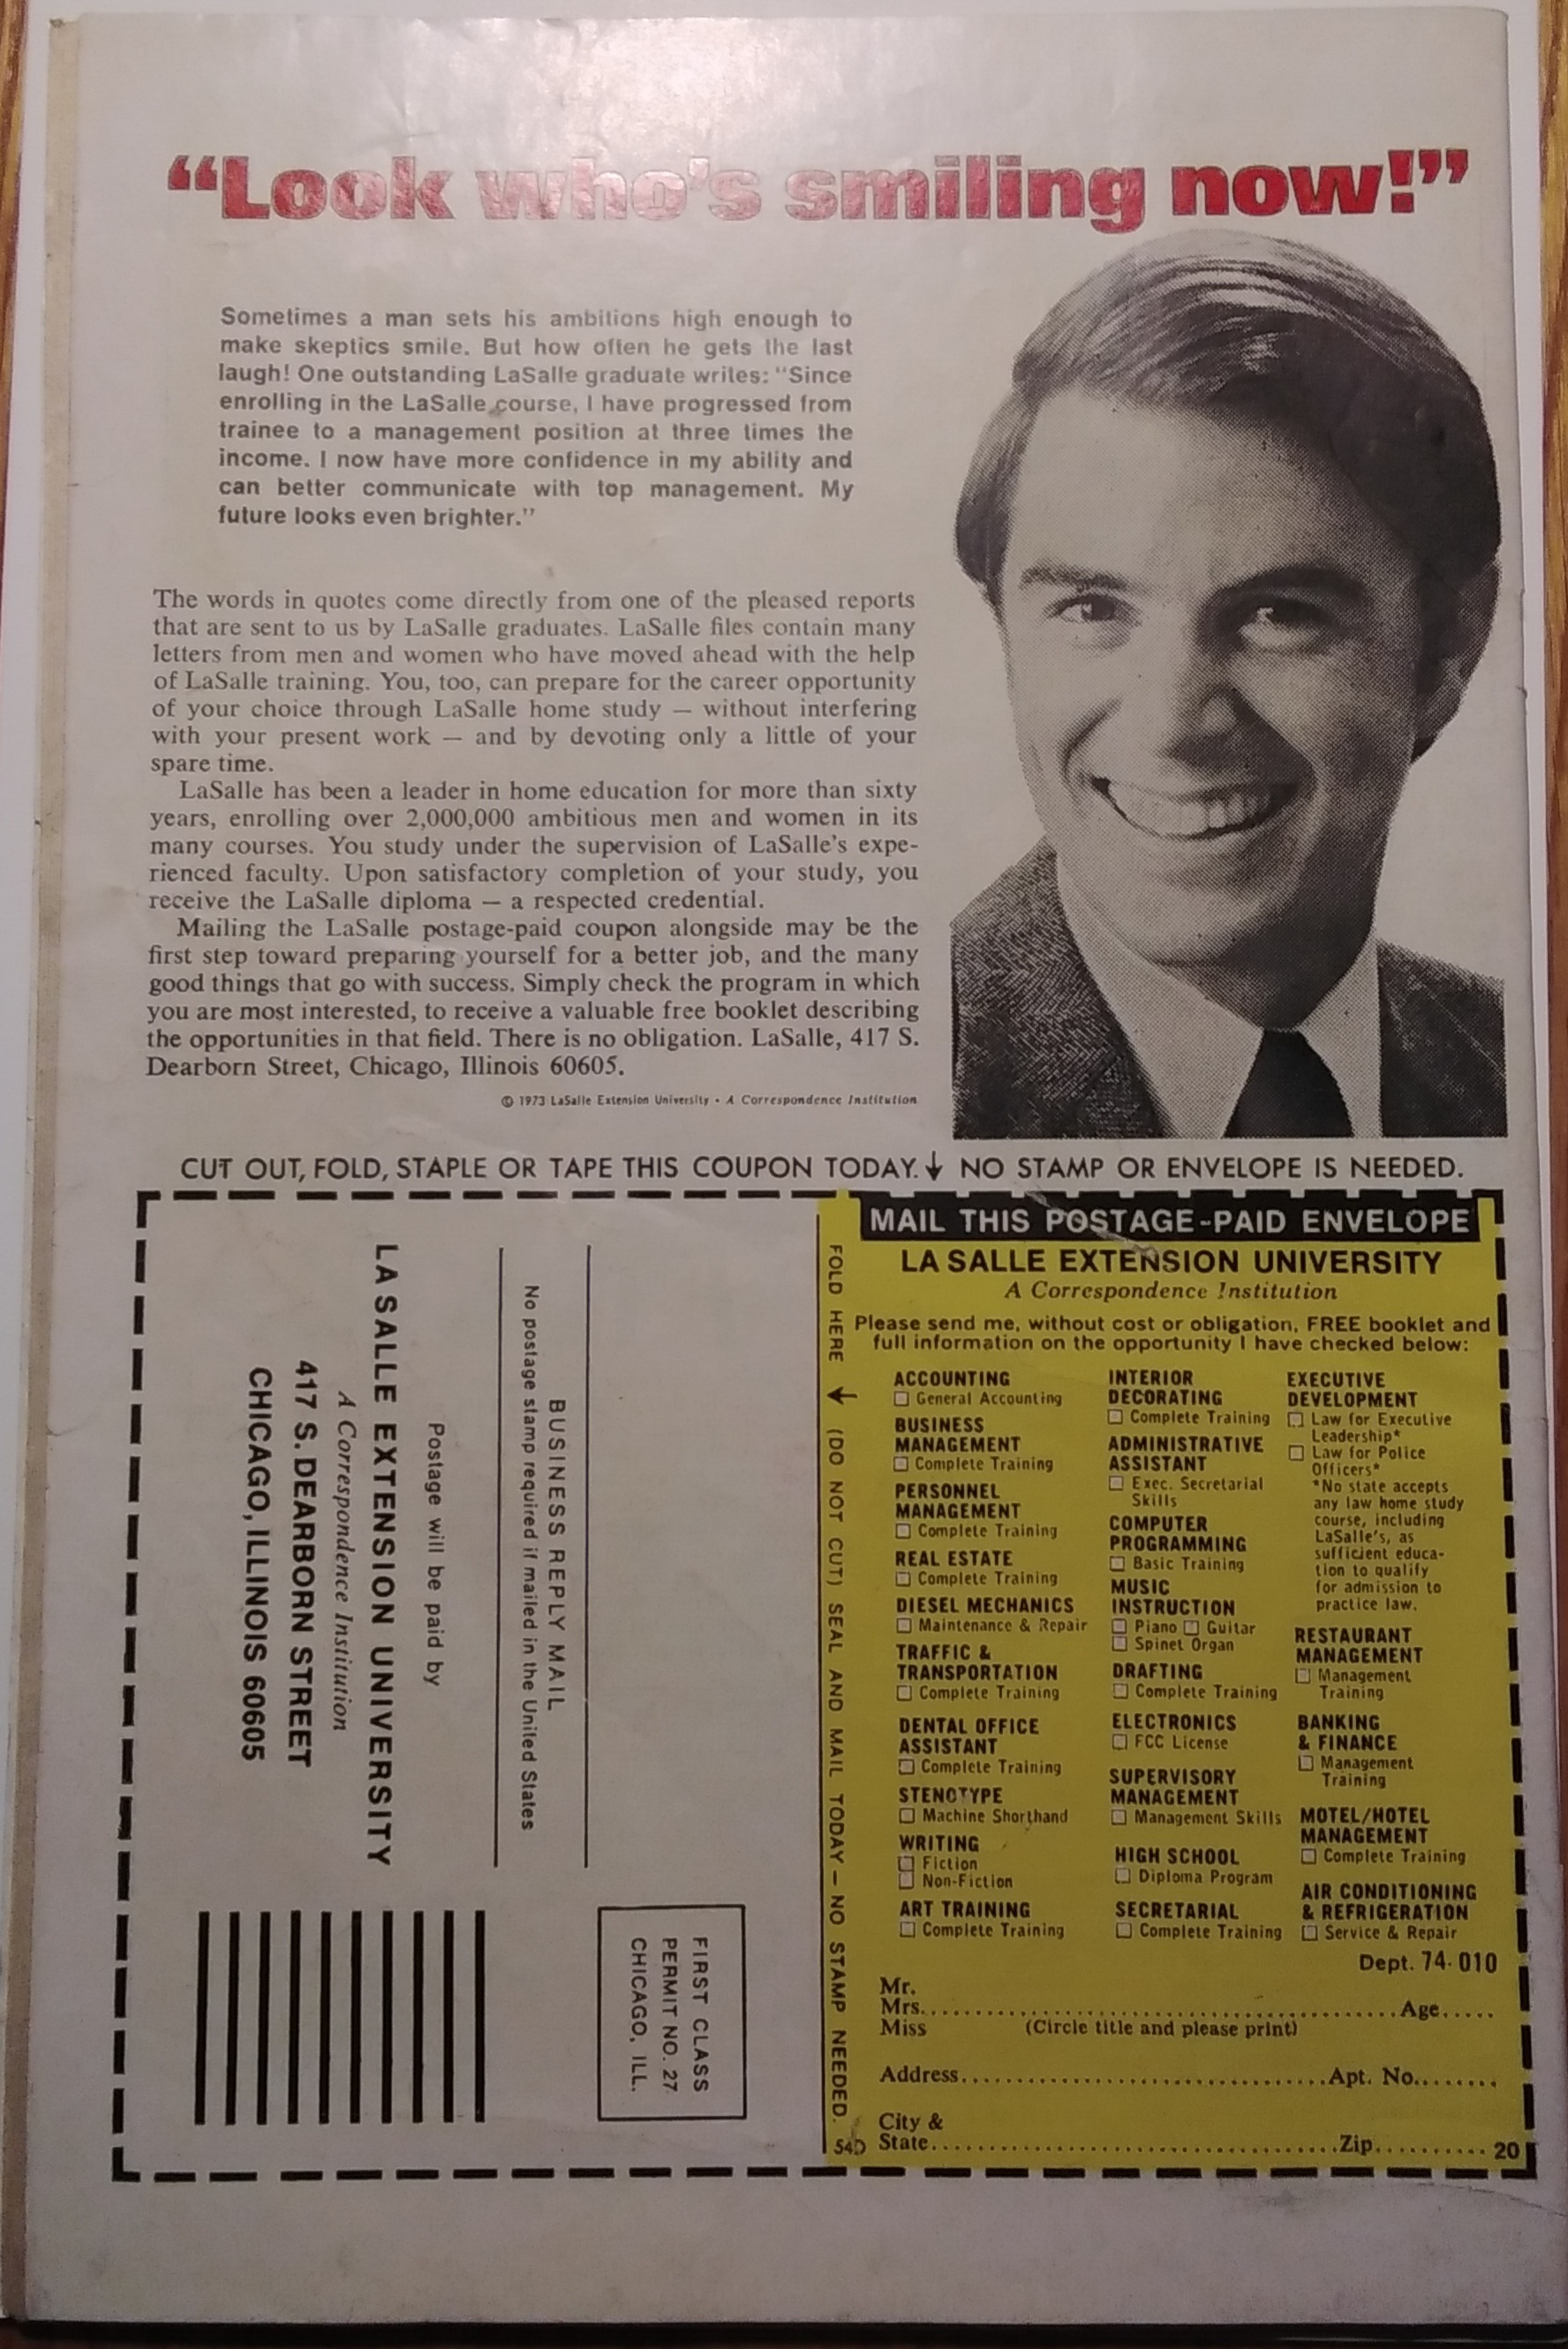 “Look who's smiling now!”
Sometimes a man sets his ambitions high enough to
make skeptics smile. But how often he gets the last
laugh! One outstanding LaSalle graduate writes: “Since
enrolling in the LaSalle course, I have progressed from
trainee to a management position at three times the
income. I now have more confidence in my ability and
can better communicate with top management. My
future looks even brighter.”
The words in quotes come directly from one of the pleased reports
that are sent to us by LaSalle graduates. LaSalle files contain many
letters from men and women who have moved ahead with the help
of LaSalle training. You, too, can prepare for the career opportunity
of your choice through LaSalle home study — without interfering
with your present work — and by devoting only a little of your
spare time.
LaSalle has been a leader in home education for more than sixty
years, enrolling over 2,000,000 ambitious men and women in its
many courses. You study under the supervision of LaSalle's expe-
rienced faculty. Upon satisfactory completion of your study, you
receive the LaSalle diploma — a respected credential.
Mailing the LaSalle postage-paid coupon alongside may be the
first step toward preparing yourself for a better job, and the many
good things that go with success. Simply check the program in which
you are most interested, to receive a valuable free booklet describing
the opportunities in that field. There is no obligation. LaSalle, 417 S.
Dearborn Street, Chicago, Illinois 60605.
© 1973 LaSalle Extension University • A Correspondence Institution
CUT OUT, FOLD, STAPLE OR TAPE THIS COUPON TODAY.↓ NO STAMP OR ENVELOPE IS NEEDED.
FIRST CLASS
PERMIT NO. 27
CHICAGO, ILL.
BUSINESS REPLY MAIL
No postage stamp required if mailed in the United States
Postage will be paid by
LASALLE EXTENSION UNIVERSITY
A Correspondence Institution
417 S. DEARBORN STREET
CHICAGO, ILLINOIS 60605
FOLD HERE ↓ (DO NOT CUT) SEAL AND MAIL TODAY — NO STAMP NEEDED.
MAIL THIS POSTAGE-PAID ENVELOPE
LA SALLE EXTENSION UNIVERSITY
A Correspondence Institution
Please send me, without cost or obligation, FREE booklet and
full information on the opportunity I have checked below:
ACCOUNTING
☐ General Accounting
BUSINESS
MANAGEMENT
☐ Complete Training
PERSONNEL
MANAGEMENT
☐ Complete Training
REAL ESTATE
☐ Complete Training
DIESEL MECHANICS
☐ Maintenance & Repair
TRAFFIC &
TRANSPORTATION
☐ Complete Training
DENTAL OFFICE
ASSISTANT
☐ Complete Training
STENOTYPE
☐ Machine Shorthand
WRITING
☐ Fiction
☐ Non-Fiction
ART TRAINING
☐ Complete Training
INTERIOR
DECORATING
☐ Complete Training
ADMINISTRATIVE
ASSISTANT
☐ Exec. Secretarial
Skills
COMPUTER
PROGRAMMING
☐ Basic Training
MUSIC
INSTRUCTION
☐ Piano ☐ Guitar
☐ Spinet Organ
DRAFTING
☐ Complete Training
ELECTRONICS
☐ FCC License
SUPERVISORY
MANAGEMENT
☐ Management Skills
HIGH SCHOOL
☐ Diploma Program
SECRETARIAL
☐ Complete Training
EXECUTIVE
DEVELOPMENT
☐ Law for Executive
Leadership*
☐ Law for Police
Officers*
*No state accepts
any law home study
course, including
LaSalle's, as
sufficient educa-
tion to qualify
for admission to
practice law.
RESTAURANT
MANAGEMENT
☐ Management
Training
BANKING
& FINANCE
☐ Management
Training
MOTEL/HOTEL
MANAGEMENT
☐ Complete Training
AIR CONDITIONING
& REFRIGERATION
☐ Service & Repair
Dept. 74-010
Mr.
Mrs. Age
Miss (Circle title and please print)
Address Apt. No.
City &
State Zip
54D
20